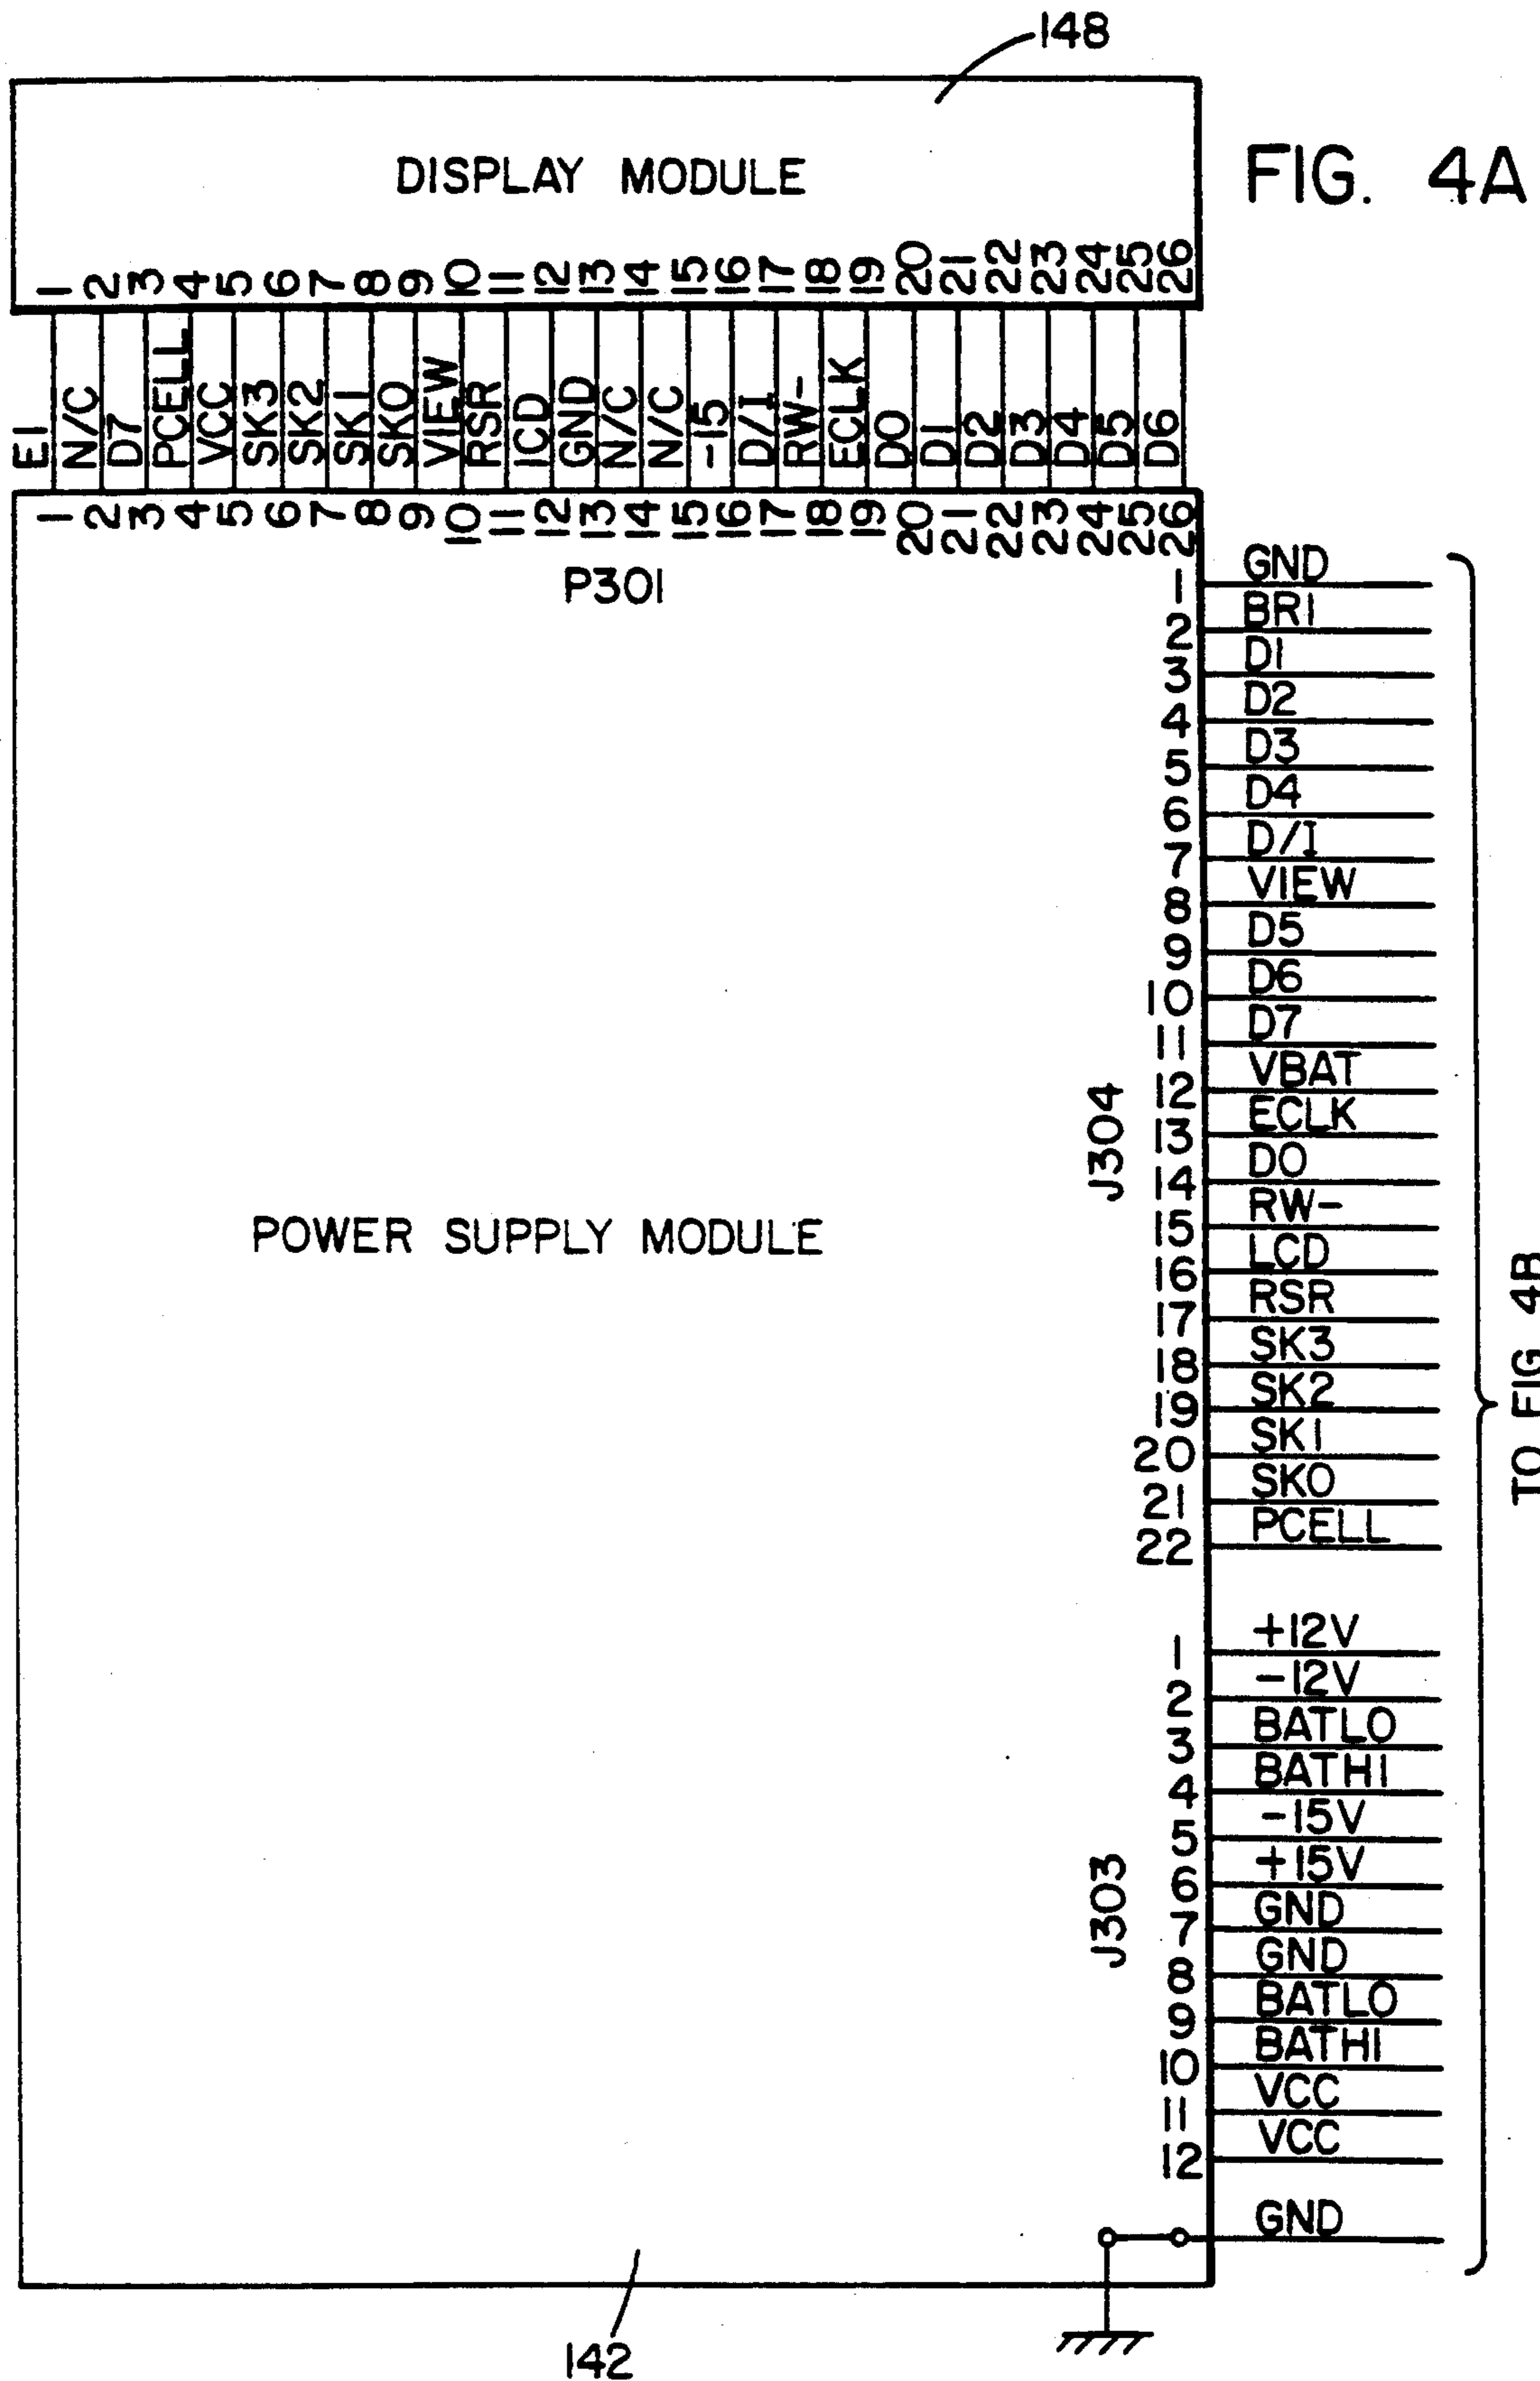 148
FIG. 4A
DISPLAY MODULE
1 2 3 4 5 6 7 8 9 10 11 12 13 14 15 16 17 18 19 20 21 22 23 24 25 26
EI N/C D7 PCELL VCC SK3 SK2 SK1 SK0 VIEW RSR ICD GND N/C N/C -15 D/I RW- ECLK D0 D1 D2 D3 D4 D5 D6
1 2 3 4 5 6 7 8 9 10 11 12 13 14 15 16 17 18 19 20 21 22 23 24 25 26
P301
POWER SUPPLY MODULE
J304
1 GND
2 BRI
3 D1
4 D2
5 D3
6 D4
7 D/I
8 VIEW
9 D5
10 D6
11 D7
12 VBAT
13 ECLK
14 D0
15 RW-
16 LCD
17 RSR
18 SK3
19 SK2
20 SK1
21 SK0
22 PCELL
J303
1 +12V
2 -12V
3 BATLO
4 BATHI
5 -15V
6 +15V
7 GND
8 GND
9 BATLO
10 BATHI
11 VCC
12 VCC
GND
TO FIG. 4B
142